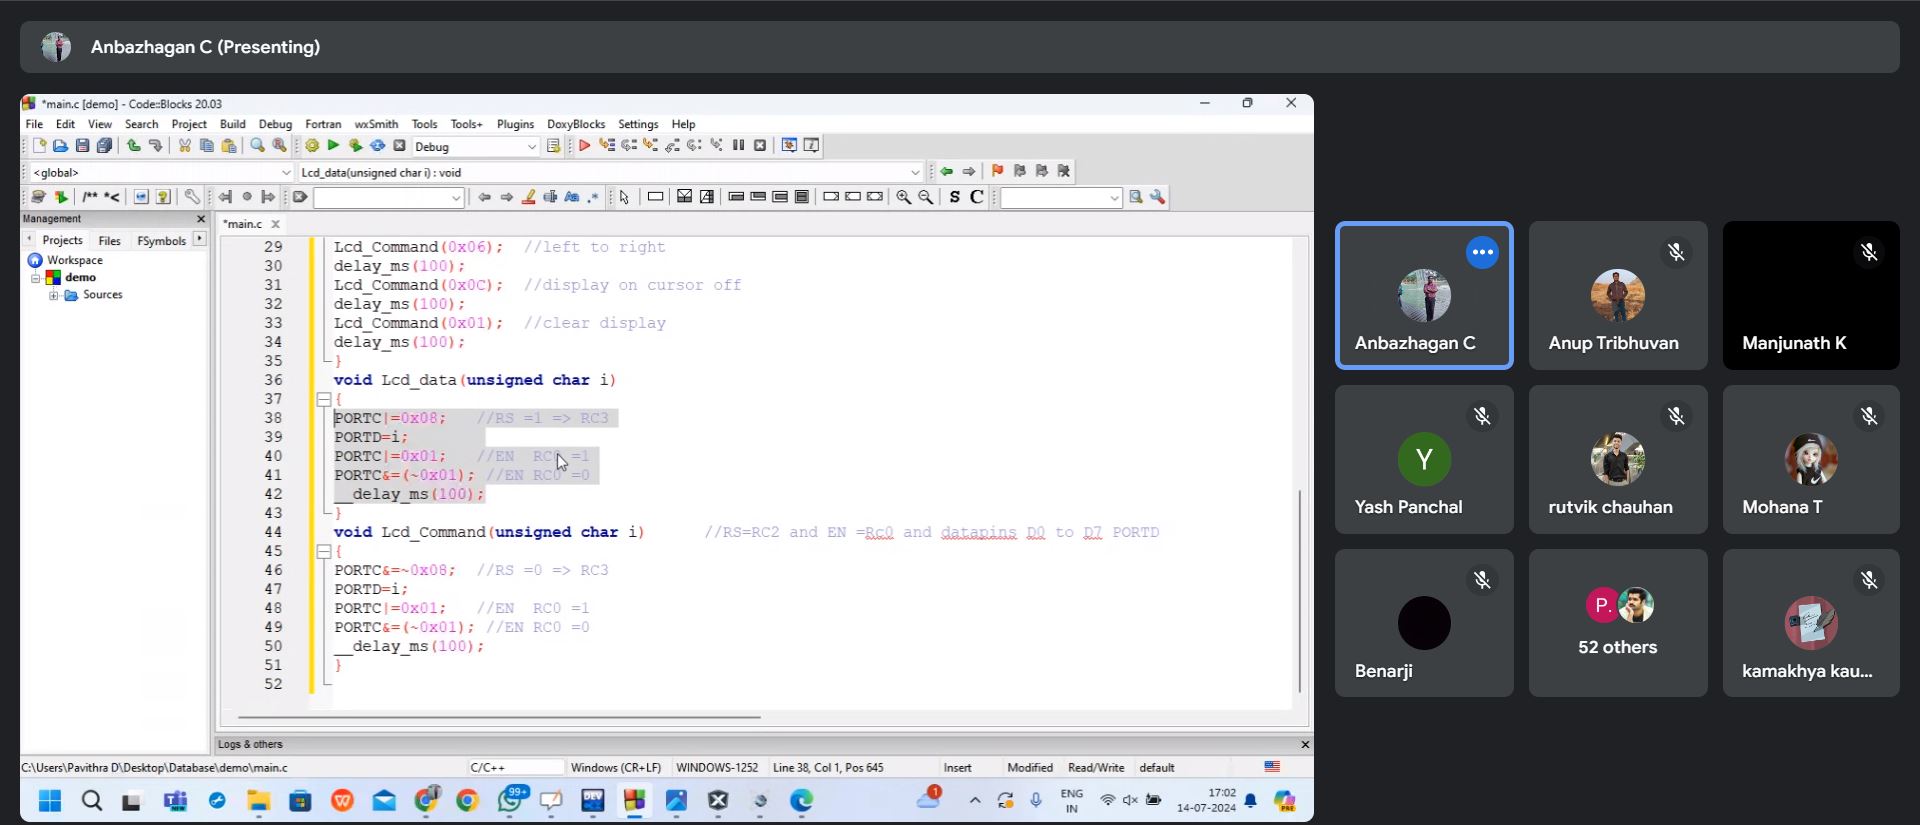 Anbazhagan C (Presenting)
*main.c [demo] - Code::Blocks 20.03
File Edit View Search Project Build Debug Fortran wxSmith Tools Tools+ Plugins DoxyBlocks Settings Help
Debug
<global>
Lcd_data(unsigned char i) : void
/** *<
S C
Management
*main.c
Projects Files FSymbols
Workspace
demo
Sources
29 Lcd_Command(0x06); //left to right
30 delay_ms(100);
31 Lcd_Command(0x0C); //display on cursor off
32 delay_ms(100);
33 Lcd_Command(0x01); //clear display
34 delay_ms(100);
35 }
36 void Lcd_data(unsigned char i)
37 {
38 PORTC|=0x08; //RS =1 => RC3
39 PORTD=i;
40 PORTC|=0x01; //EN RC0 =1
41 PORTC&=(~0x01); //EN RC0 =0
42 __delay_ms(100);
43 }
44 void Lcd_Command(unsigned char i) //RS=RC2 and EN =Rc0 and datapins D0 to D7 PORTD
45 {
46 PORTC&=~0x08; //RS =0 => RC3
47 PORTD=i;
48 PORTC|=0x01; //EN RC0 =1
49 PORTC&=(~0x01); //EN RC0 =0
50 __delay_ms(100);
51 }
52
Logs & others
C:\Users\Pavithra D\Desktop\Database\demo\main.c C/C++ Windows (CR+LF) WINDOWS-1252 Line 38, Col 1, Pos 645 Insert Modified Read/Write default
99+
DEV
1
ENG
IN
17:02
14-07-2024
PRE
Anbazhagan C
Anup Tribhuvan
Manjunath K
Y
Yash Panchal
rutvik chauhan
Mohana T
Benarji
P.
52 others
kamakhya kau...